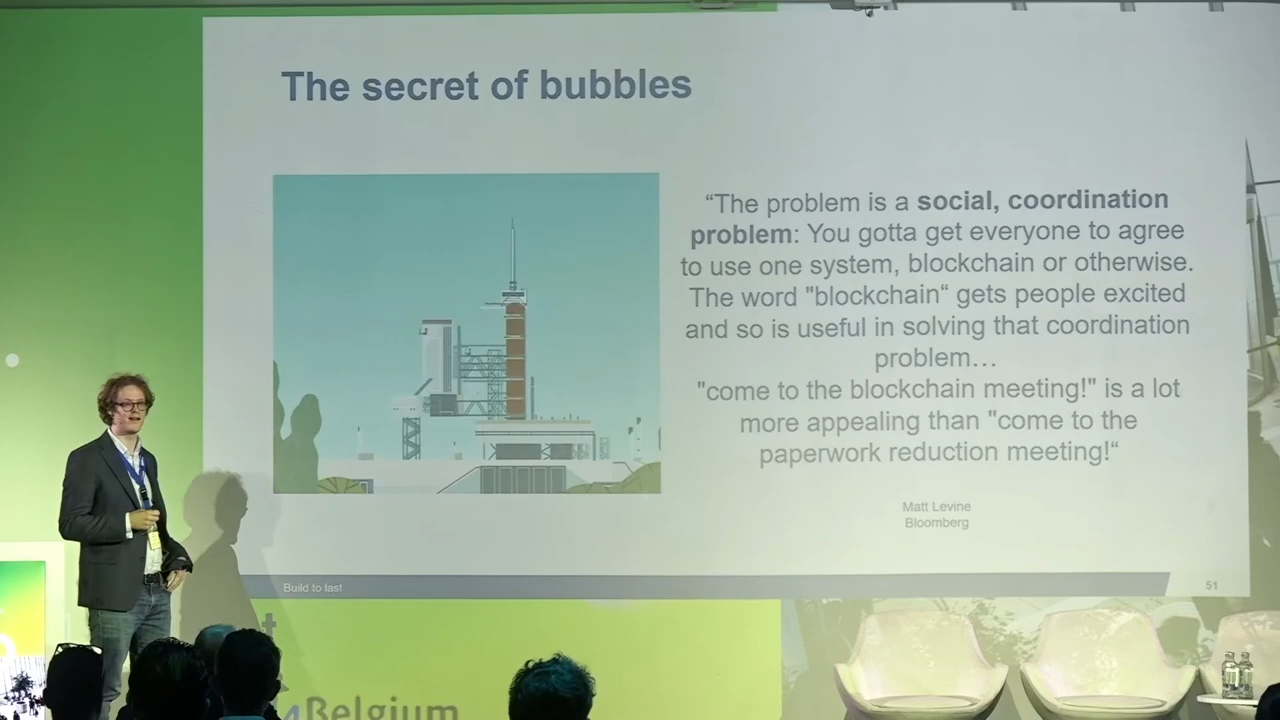 The secret of bubbles
“The problem is a social, coordination
problem: You gotta get everyone to agree
to use one system, blockchain or otherwise.
The word "blockchain“ gets people excited
and so is useful in solving that coordination
problem…
"come to the blockchain meeting!" is a lot
more appealing than "come to the
paperwork reduction meeting!“
Matt Levine
Bloomberg
Build to last
51
t
4Belgium